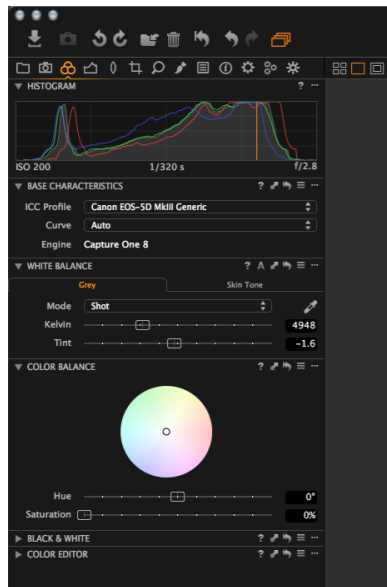 HISTOGRAM ?
ISO 200 1/320 s f/2.8
BASE CHARACTERISTICS ?
ICC Profile Canon EOS-5D MkIII Generic
Curve Auto
Engine Capture One 8
WHITE BALANCE ? A
Grey Skin Tone
Mode Shot
Kelvin 4948
Tint -1.6
COLOR BALANCE ?
Hue 0°
Saturation 0%
BLACK & WHITE ?
COLOR EDITOR ?